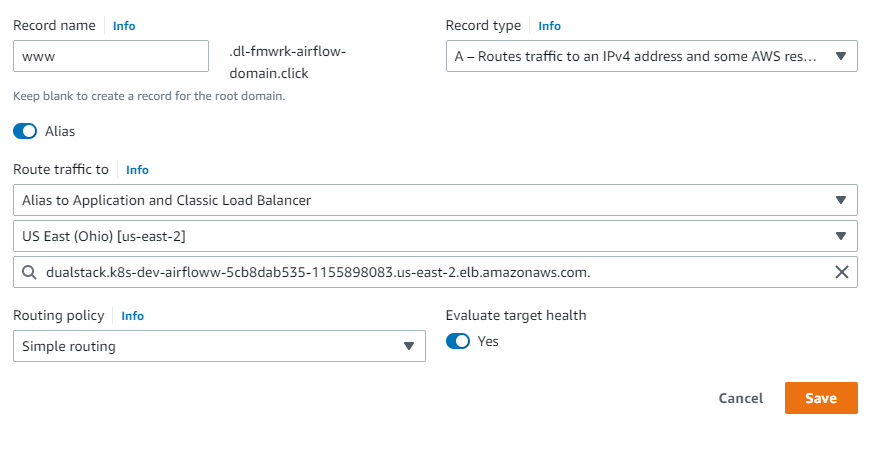 Record name Info
Record type Info
www
.dl-fmwrk-airflow-
domain.click
A – Routes traffic to an IPv4 address and some AWS res...
Keep blank to create a record for the root domain.
Alias
Route traffic to Info
Alias to Application and Classic Load Balancer
US East (Ohio) [us-east-2]
dualstack.k8s-dev-airfloww-5cb8dab535-1155898083.us-east-2.elb.amazonaws.com.
Routing policy Info
Evaluate target health
Simple routing
Yes
Cancel
Save